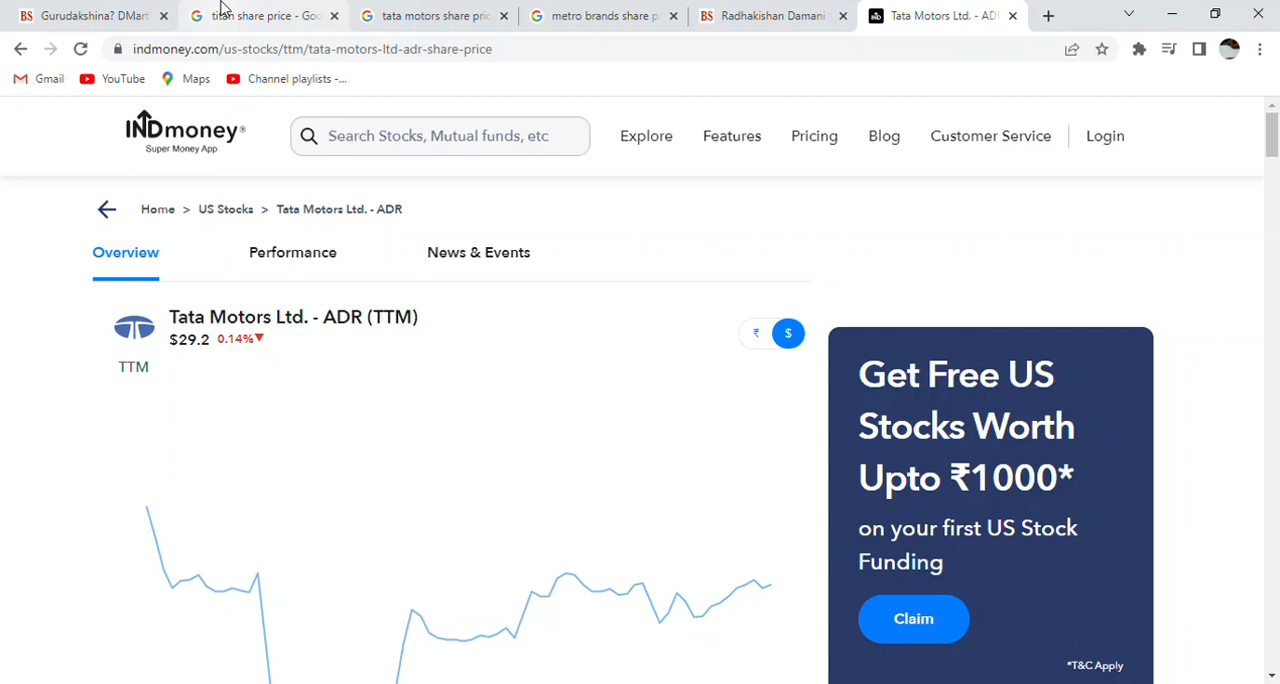 Gurudakshina? DMart
titan share price - Goo
tata motors share pric
metro brands share p
Radhakishan Damani
Tata Motors Ltd. - ADR
indmoney.com/us-stocks/ttm/tata-motors-ltd-adr-share-price
Gmail
YouTube
Maps
Channel playlists -...
INDmoney®
Super Money App
Search Stocks, Mutual funds, etc
Explore
Features
Pricing
Blog
Customer Service
Login
Home > US Stocks > Tata Motors Ltd. - ADR
Overview
Performance
News & Events
Tata Motors Ltd. - ADR (TTM)
$29.2 0.14%▼
₹ $
TTM
Get Free US
Stocks Worth
Upto ₹1000*
on your first US Stock
Funding
Claim
*T&C Apply